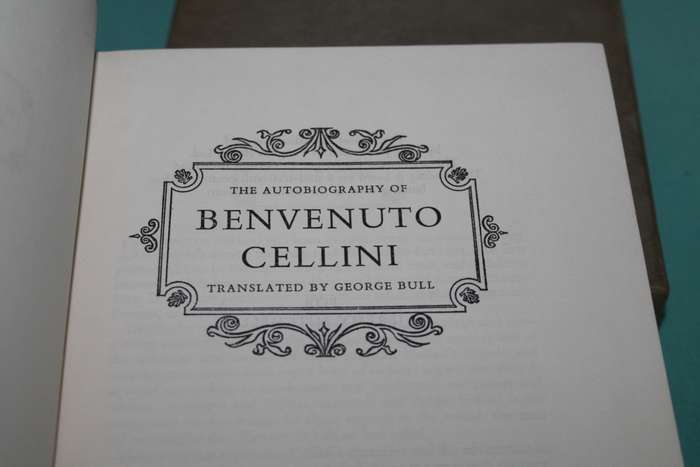 THE AUTOBIOGRAPHY OF
BENVENUTO
CELLINI
TRANSLATED BY GEORGE BULL